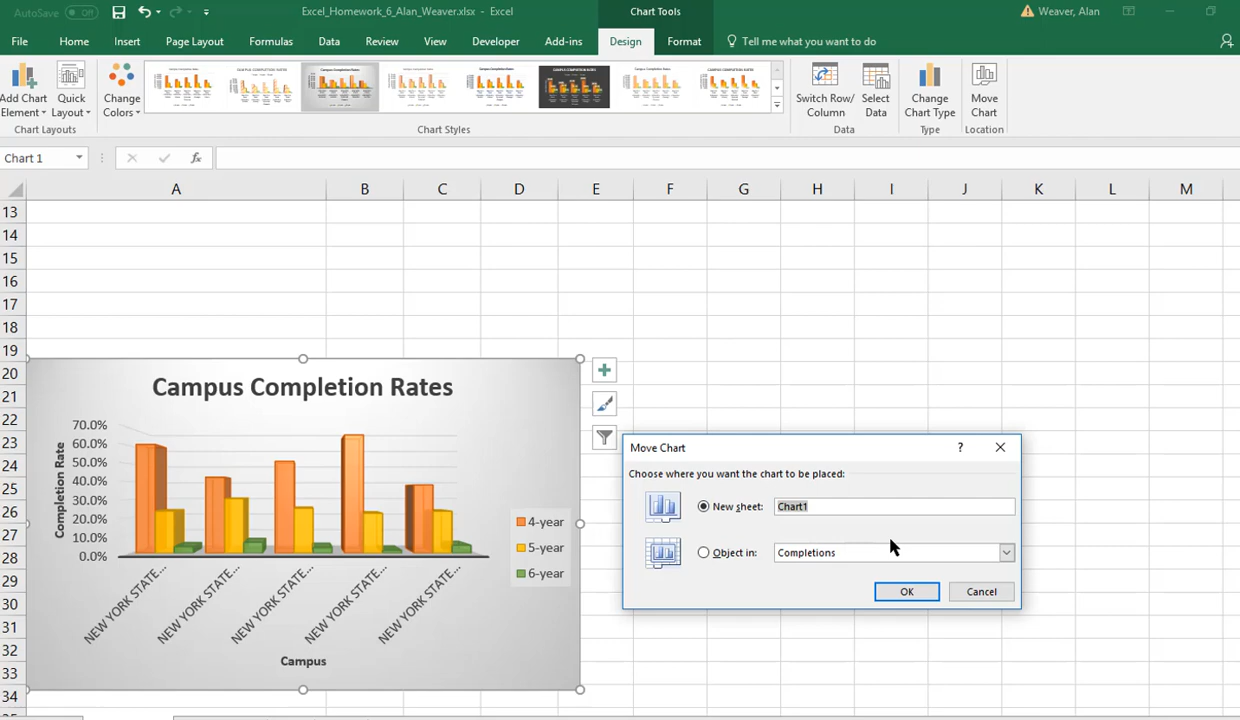 AutoSave Off
Excel_Homework_6_Alan_Weaver.xlsx - Excel
Chart Tools
Weaver, Alan
File Home Insert Page Layout Formulas Data Review View Developer Add-ins Design Format Tell me what you want to do
Add Chart Element Quick Layout Change Colors Switch Row/ Column Select Data Change Chart Type Move Chart
Chart Layouts Chart Styles Data Type Location
Chart 1 fx
A B C D E F G H I J K L M
13
14
15
16
17
18
19
20
21
22
23
24
25
26
27
28
29
30
31
32
33
34
Campus Completion Rates
Completion Rate
70.0%
60.0%
50.0%
40.0%
30.0%
20.0%
10.0%
0.0%
NEW YORK STATE...
NEW YORK STATE...
NEW YORK STATE...
NEW YORK STATE...
NEW YORK STATE...
Campus
4-year
5-year
6-year
Move Chart ?
Choose where you want the chart to be placed:
New sheet: Chart1
Object in: Completions
OK Cancel